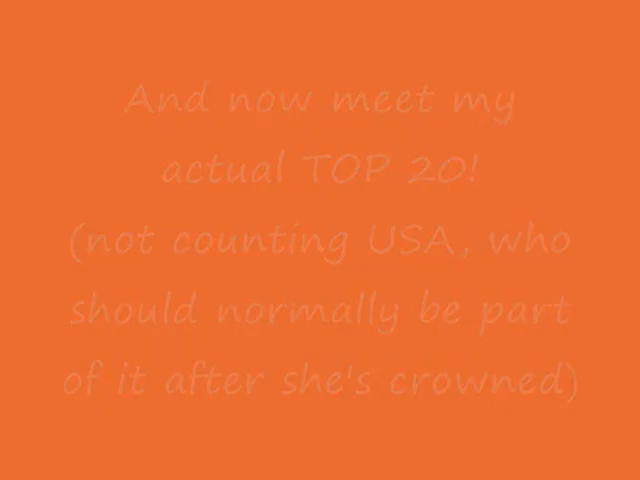 And now meet my
actual TOP 20!
(not counting USA, who
should normally be part
of it after she's crowned)